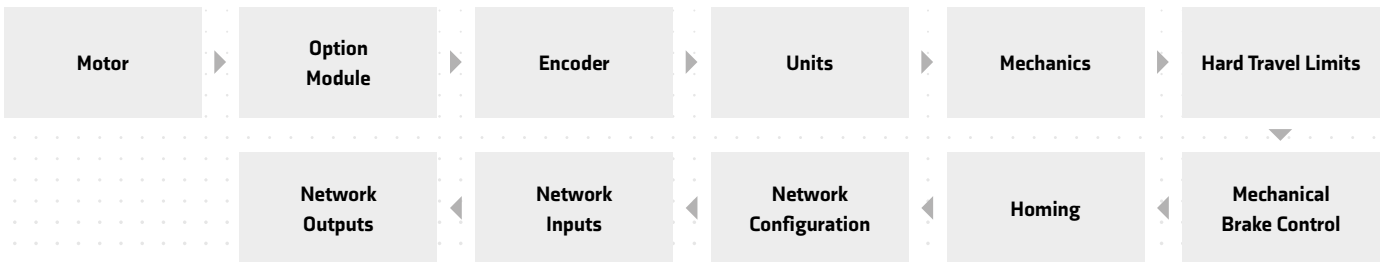 Motor
Option
Module
Encoder
Units
Mechanics
Hard Travel Limits
Mechanical
Brake Control
Homing
Network
Configuration
Network
Inputs
Network
Outputs